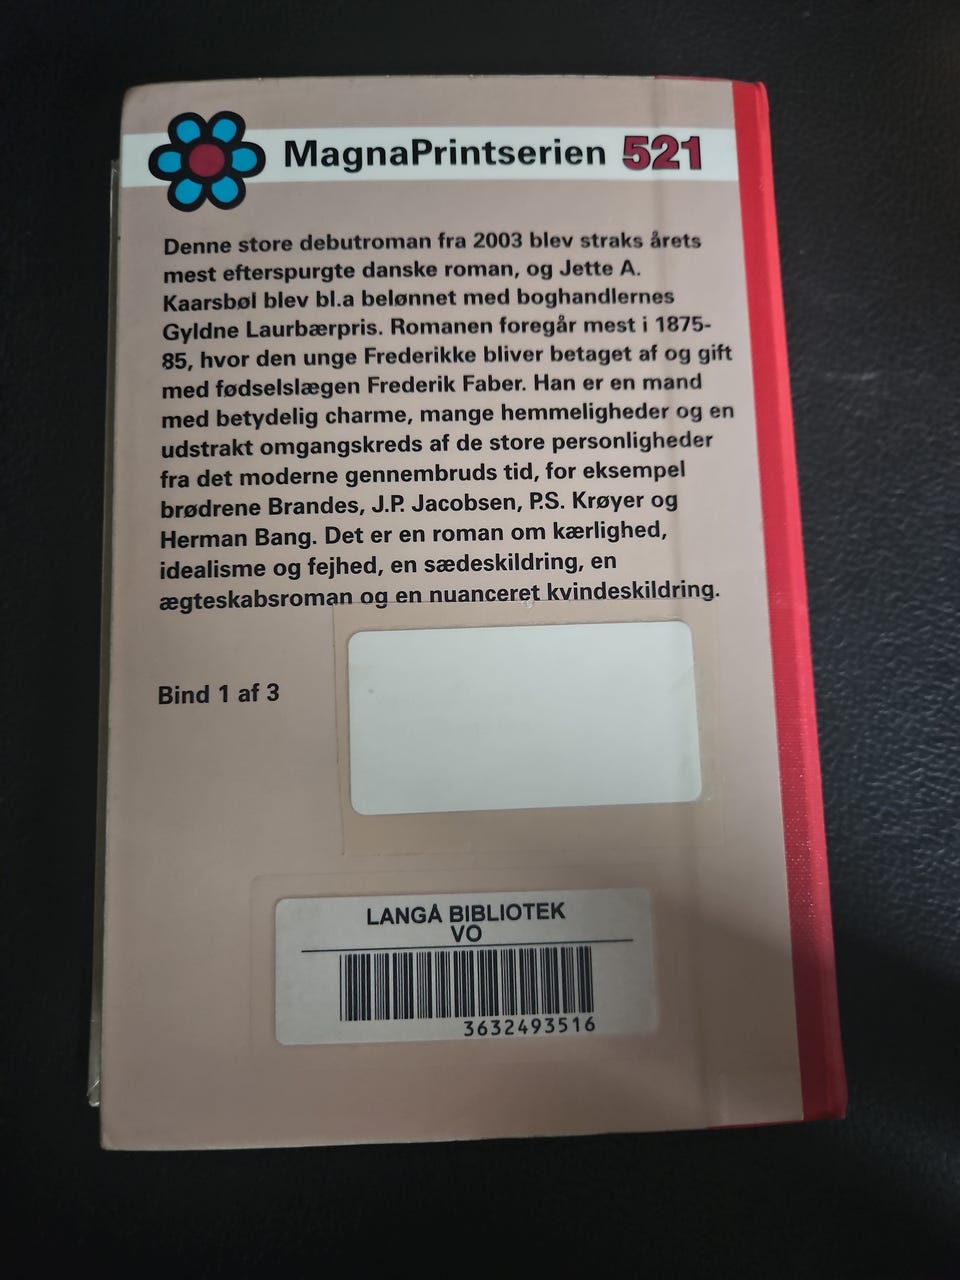 MagnaPrintserien 521
Denne store debutroman fra 2003 blev straks årets
mest efterspurgte danske roman, og Jette A.
Kaarsbøl blev bl.a belønnet med boghandlernes
Gyldne Laurbærpris. Romanen foregår mest i 1875-
85, hvor den unge Frederikke bliver betaget af og gift
med fødselslægen Frederik Faber. Han er en mand
med betydelig charme, mange hemmeligheder og en
udstrakt omgangskreds af de store personligheder
fra det moderne gennembruds tid, for eksempel
brødrene Brandes, J.P. Jacobsen, P.S. Krøyer og
Herman Bang. Det er en roman om kærlighed,
idealisme og fejhed, en sædeskildring, en
ægteskabsroman og en nuanceret kvindeskildring.
Bind 1 af 3
LANGÅ BIBLIOTEK
VO
3632493516